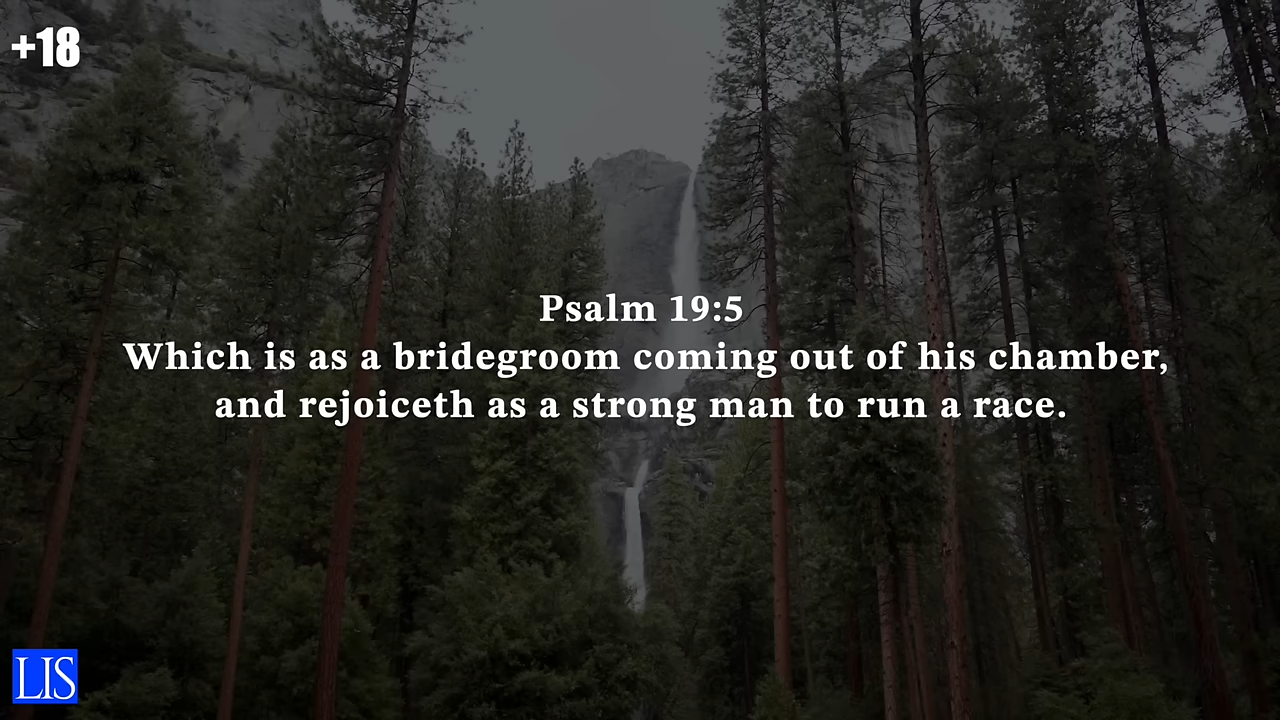 +18
Psalm 19:5
Which is as a bridegroom coming out of his chamber,
and rejoiceth as a strong man to run a race.
LIS